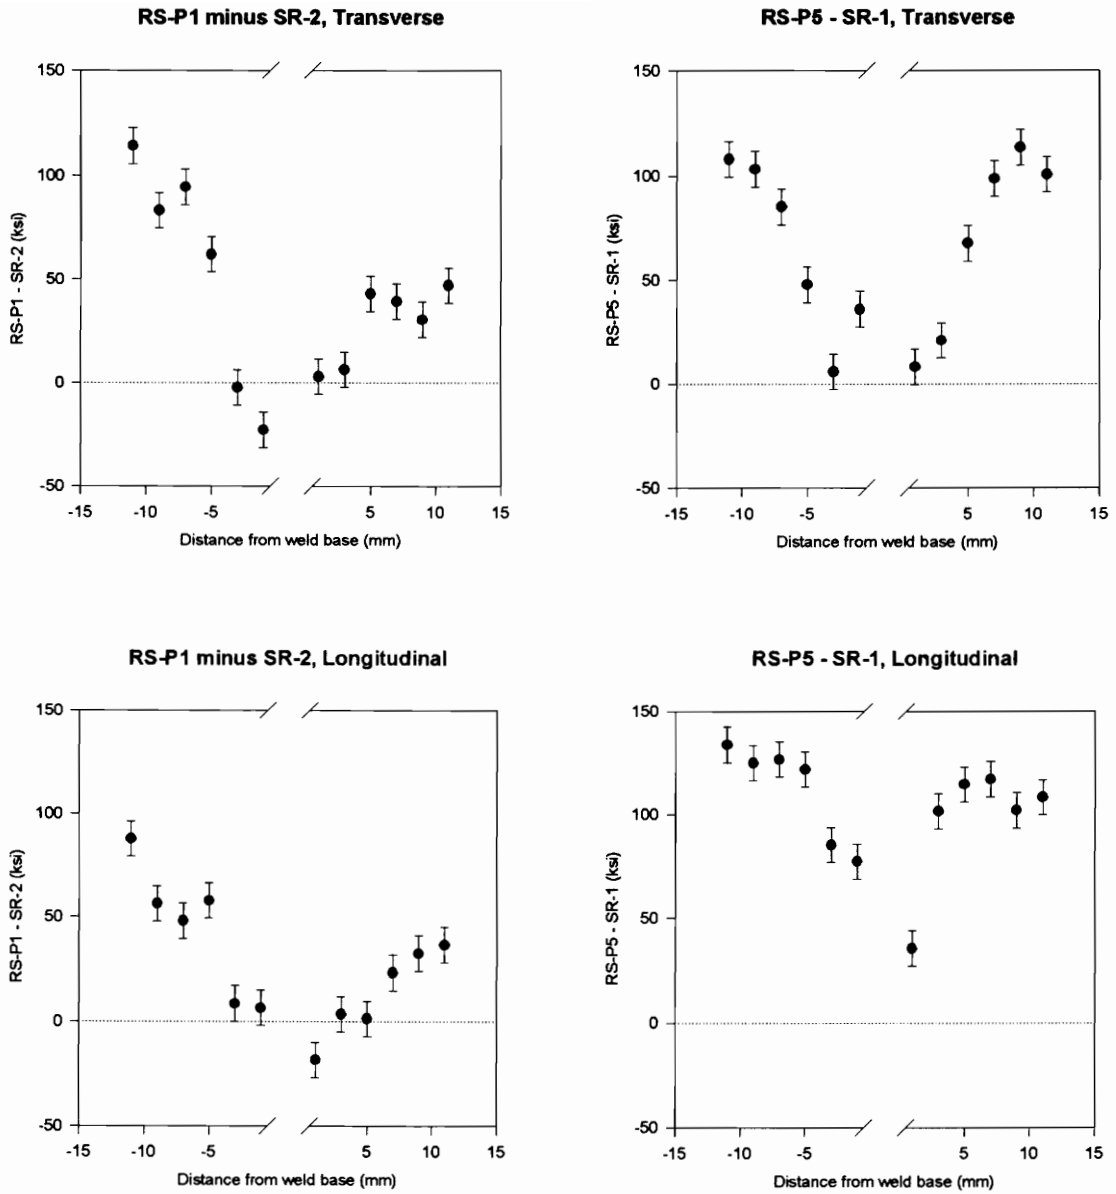 RS-P1 minus SR-2, Transverse
150
100
50
0
-50
RS-P1 - SR-2 (ksi)
-15 -10 -5 5 10 15
Distance from weld base (mm)
RS-P5 - SR-1, Transverse
150
100
50
0
-50
RS-P5 - SR-1 (ksi)
-15 -10 -5 5 10 15
Distance from weld base (mm)
RS-P1 minus SR-2, Longitudinal
150
100
50
0
-50
RS-P1 - SR-2 (ksi)
-15 -10 -5 5 10 15
Distance from weld base (mm)
RS-P5 - SR-1, Longitudinal
150
100
50
0
-50
RS-P5 - SR-1 (ksi)
-15 -10 -5 5 10 15
Distance from weld base (mm)